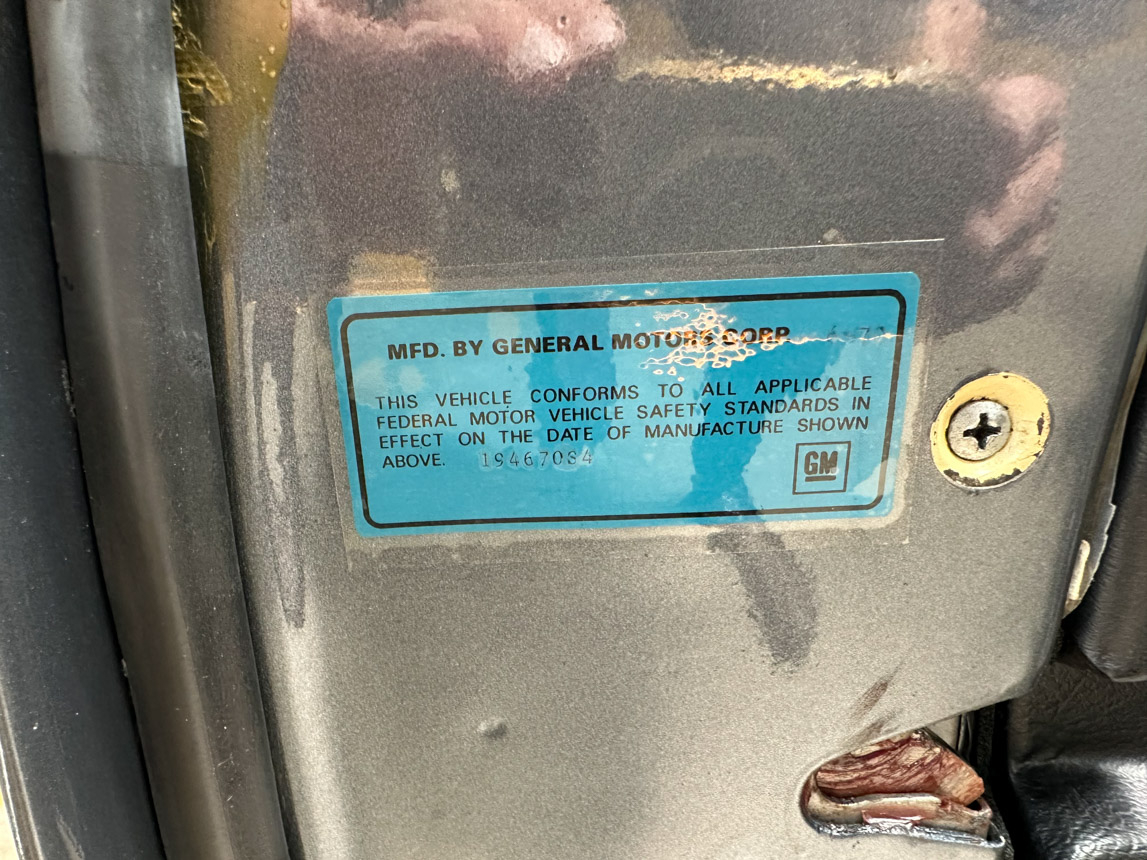 MFD. BY GENERAL MOTORS CORP
THIS VEHICLE CONFORMS TO ALL APPLICABLE
FEDERAL MOTOR VEHICLE SAFETY STANDARDS IN
EFFECT ON THE DATE OF MANUFACTURE SHOWN
ABOVE. 19467084
GM